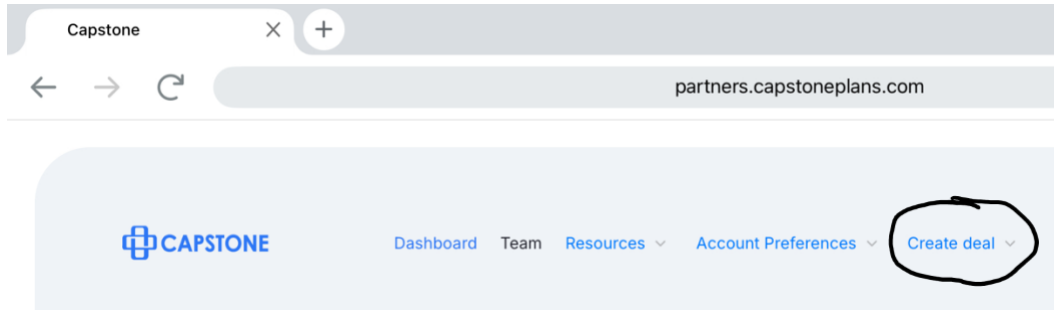 Capstone
partners.capstoneplans.com
CAPSTONE Dashboard Team Resources Account Preferences Create deal